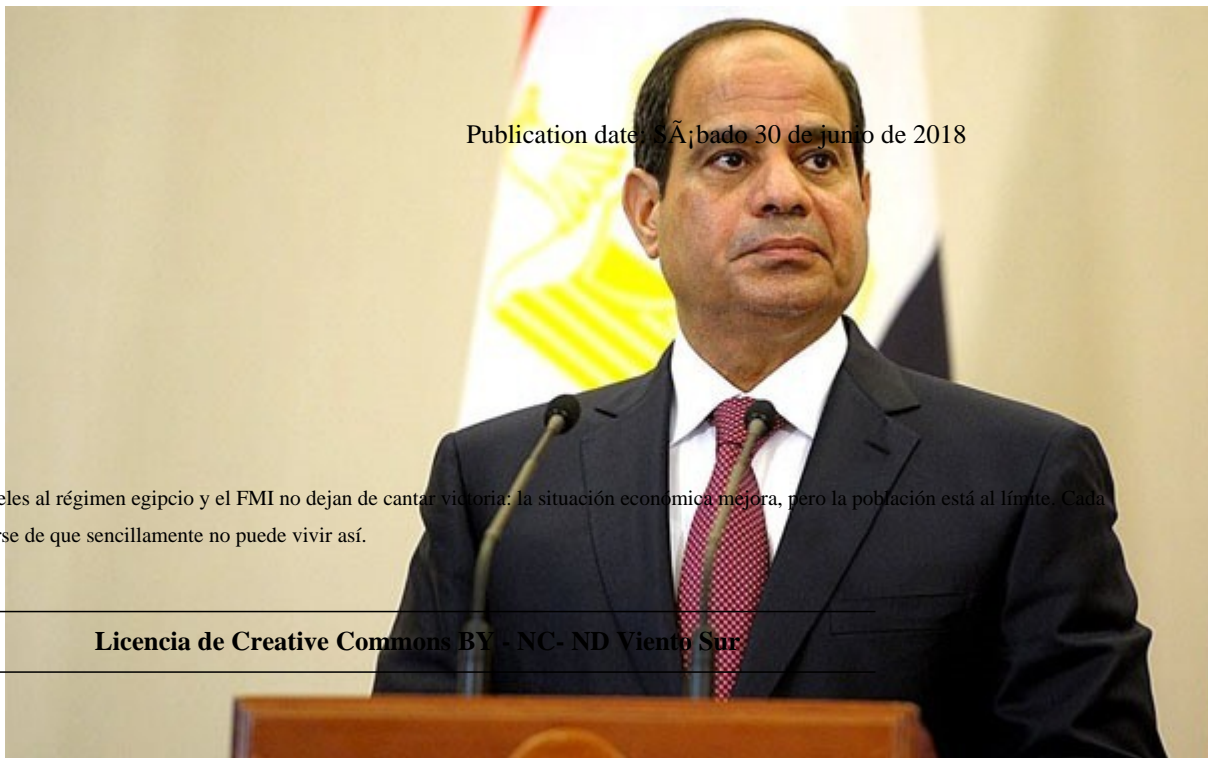 Publication date: SÃ¡bado 30 de junio de 2018
eles al régimen egipcio y el FMI no dejan de cantar victoria: la situación económica mejora, pero la población está al límite. Cada
rse de que sencillamente no puede vivir así.
Licencia de Creative Commons BY - NC- ND Viento Sur